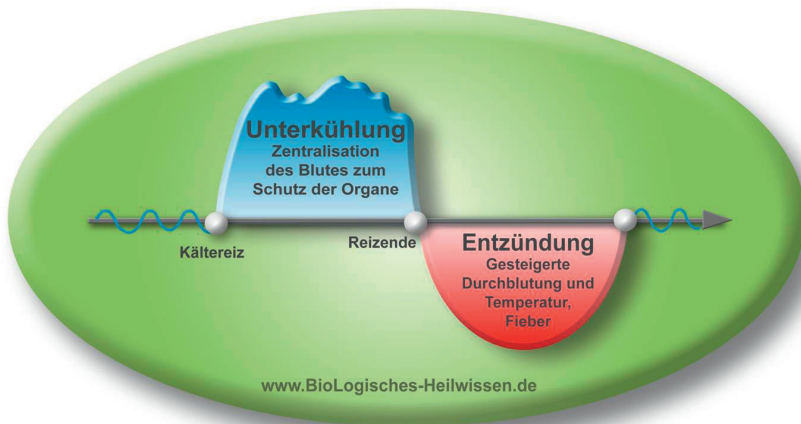 Unterkühlung
Zentralisation
des Blutes zum
Schutz der Organe
Kältereiz
Reizende
Entzündung
Gesteigerte
Durchblutung und
Temperatur,
Fieber
www.BioLogisches-Heilwissen.de